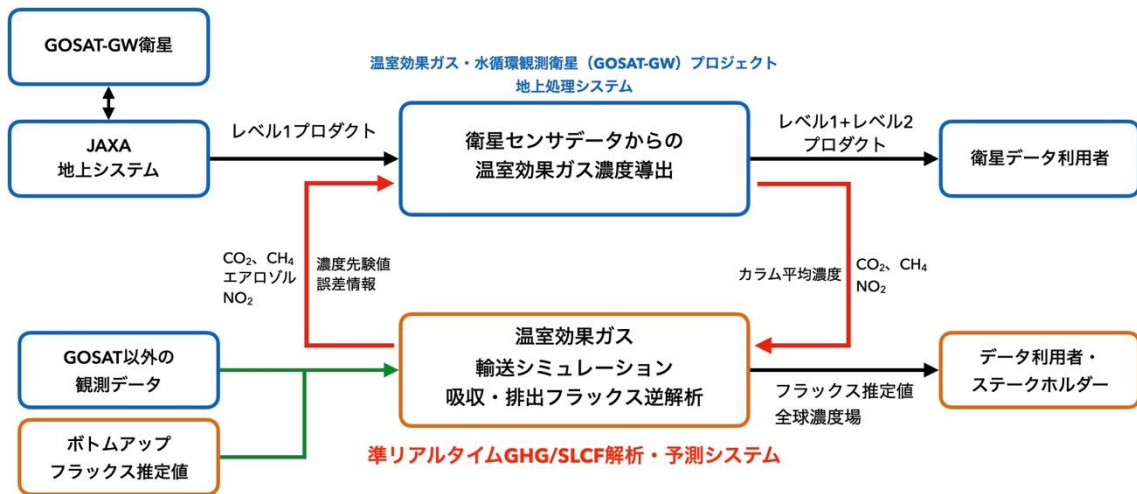 GOSAT-GW衛星
温室効果ガス・水循環観測衛星（GOSAT-GW）プロジェクト
地上処理システム
JAXA
地上システム
レベル1プロダクト
衛星センサデータからの
温室効果ガス濃度導出
レベル1+レベル2
プロダクト
衛星データ利用者
CO₂、CH₄
エアロゾル
NO₂
濃度先験値
誤差情報
カラム平均濃度
CO₂、CH₄
NO₂
GOSAT以外の
観測データ
温室効果ガス
輸送シミュレーション
吸収・排出フラックス逆解析
データ利用者・
ステークホルダー
フラックス推定値
全球濃度場
ボトムアップ
フラックス推定値
準リアルタイムGHG/SLCF解析・予測システム